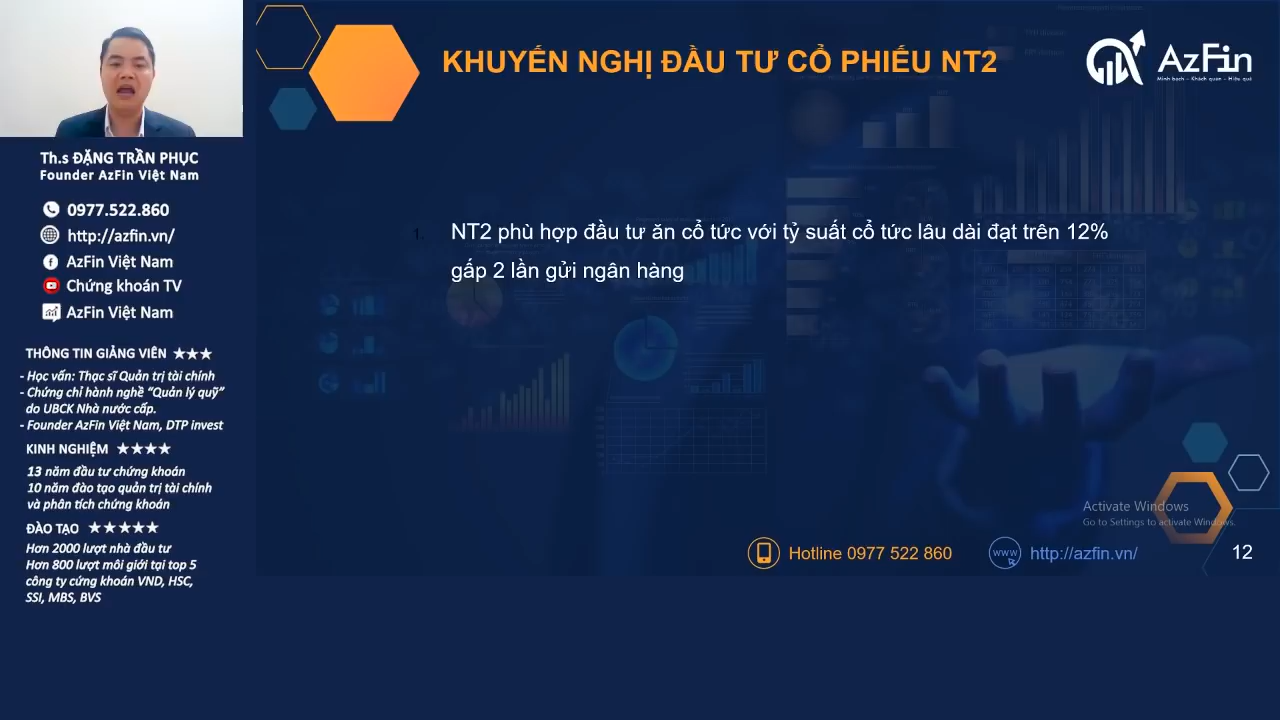 KHUYẾN NGHỊ ĐẦU TƯ CỔ PHIẾU NT2
AzFin
Minh bạch - Khách quan - Hiệu quả
Th.s ĐẶNG TRẦN PHỤC
Founder AzFin Việt Nam
0977.522.860
http://azfin.vn/
AzFin Việt Nam
Chứng khoán TV
AzFin Việt Nam
THÔNG TIN GIẢNG VIÊN ★★★
- Học vấn: Thạc sĩ Quản trị tài chính
- Chứng chỉ hành nghề “Quản lý quỹ”
do UBCK Nhà nước cấp.
- Founder AzFin Việt Nam, DTP invest
KINH NGHIỆM ★★★★
13 năm đầu tư chứng khoán
10 năm đào tạo quản trị tài chính
và phân tích chứng khoán
ĐÀO TẠO ★★★★★
Hơn 2000 lượt nhà đầu tư
Hơn 800 lượt môi giới tại top 5
công ty cứng khoán VND, HSC,
SSI, MBS, BVS
1. NT2 phù hợp đầu tư ăn cổ tức với tỷ suất cổ tức lâu dài đạt trên 12%
gấp 2 lần gửi ngân hàng
Activate Windows
Go to Settings to activate Windows.
Hotline 0977 522 860
www
http://azfin.vn/
12